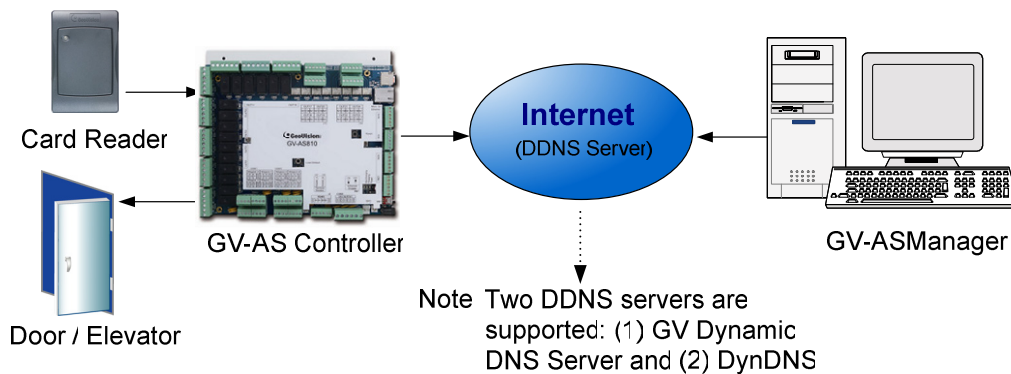 Card Reader
GeoVision
GV-AS810
GV-AS Controller
Door / Elevator
Internet
(DDNS Server)
GV-ASManager
Note Two DDNS servers are
supported: (1) GV Dynamic
DNS Server and (2) DynDNS